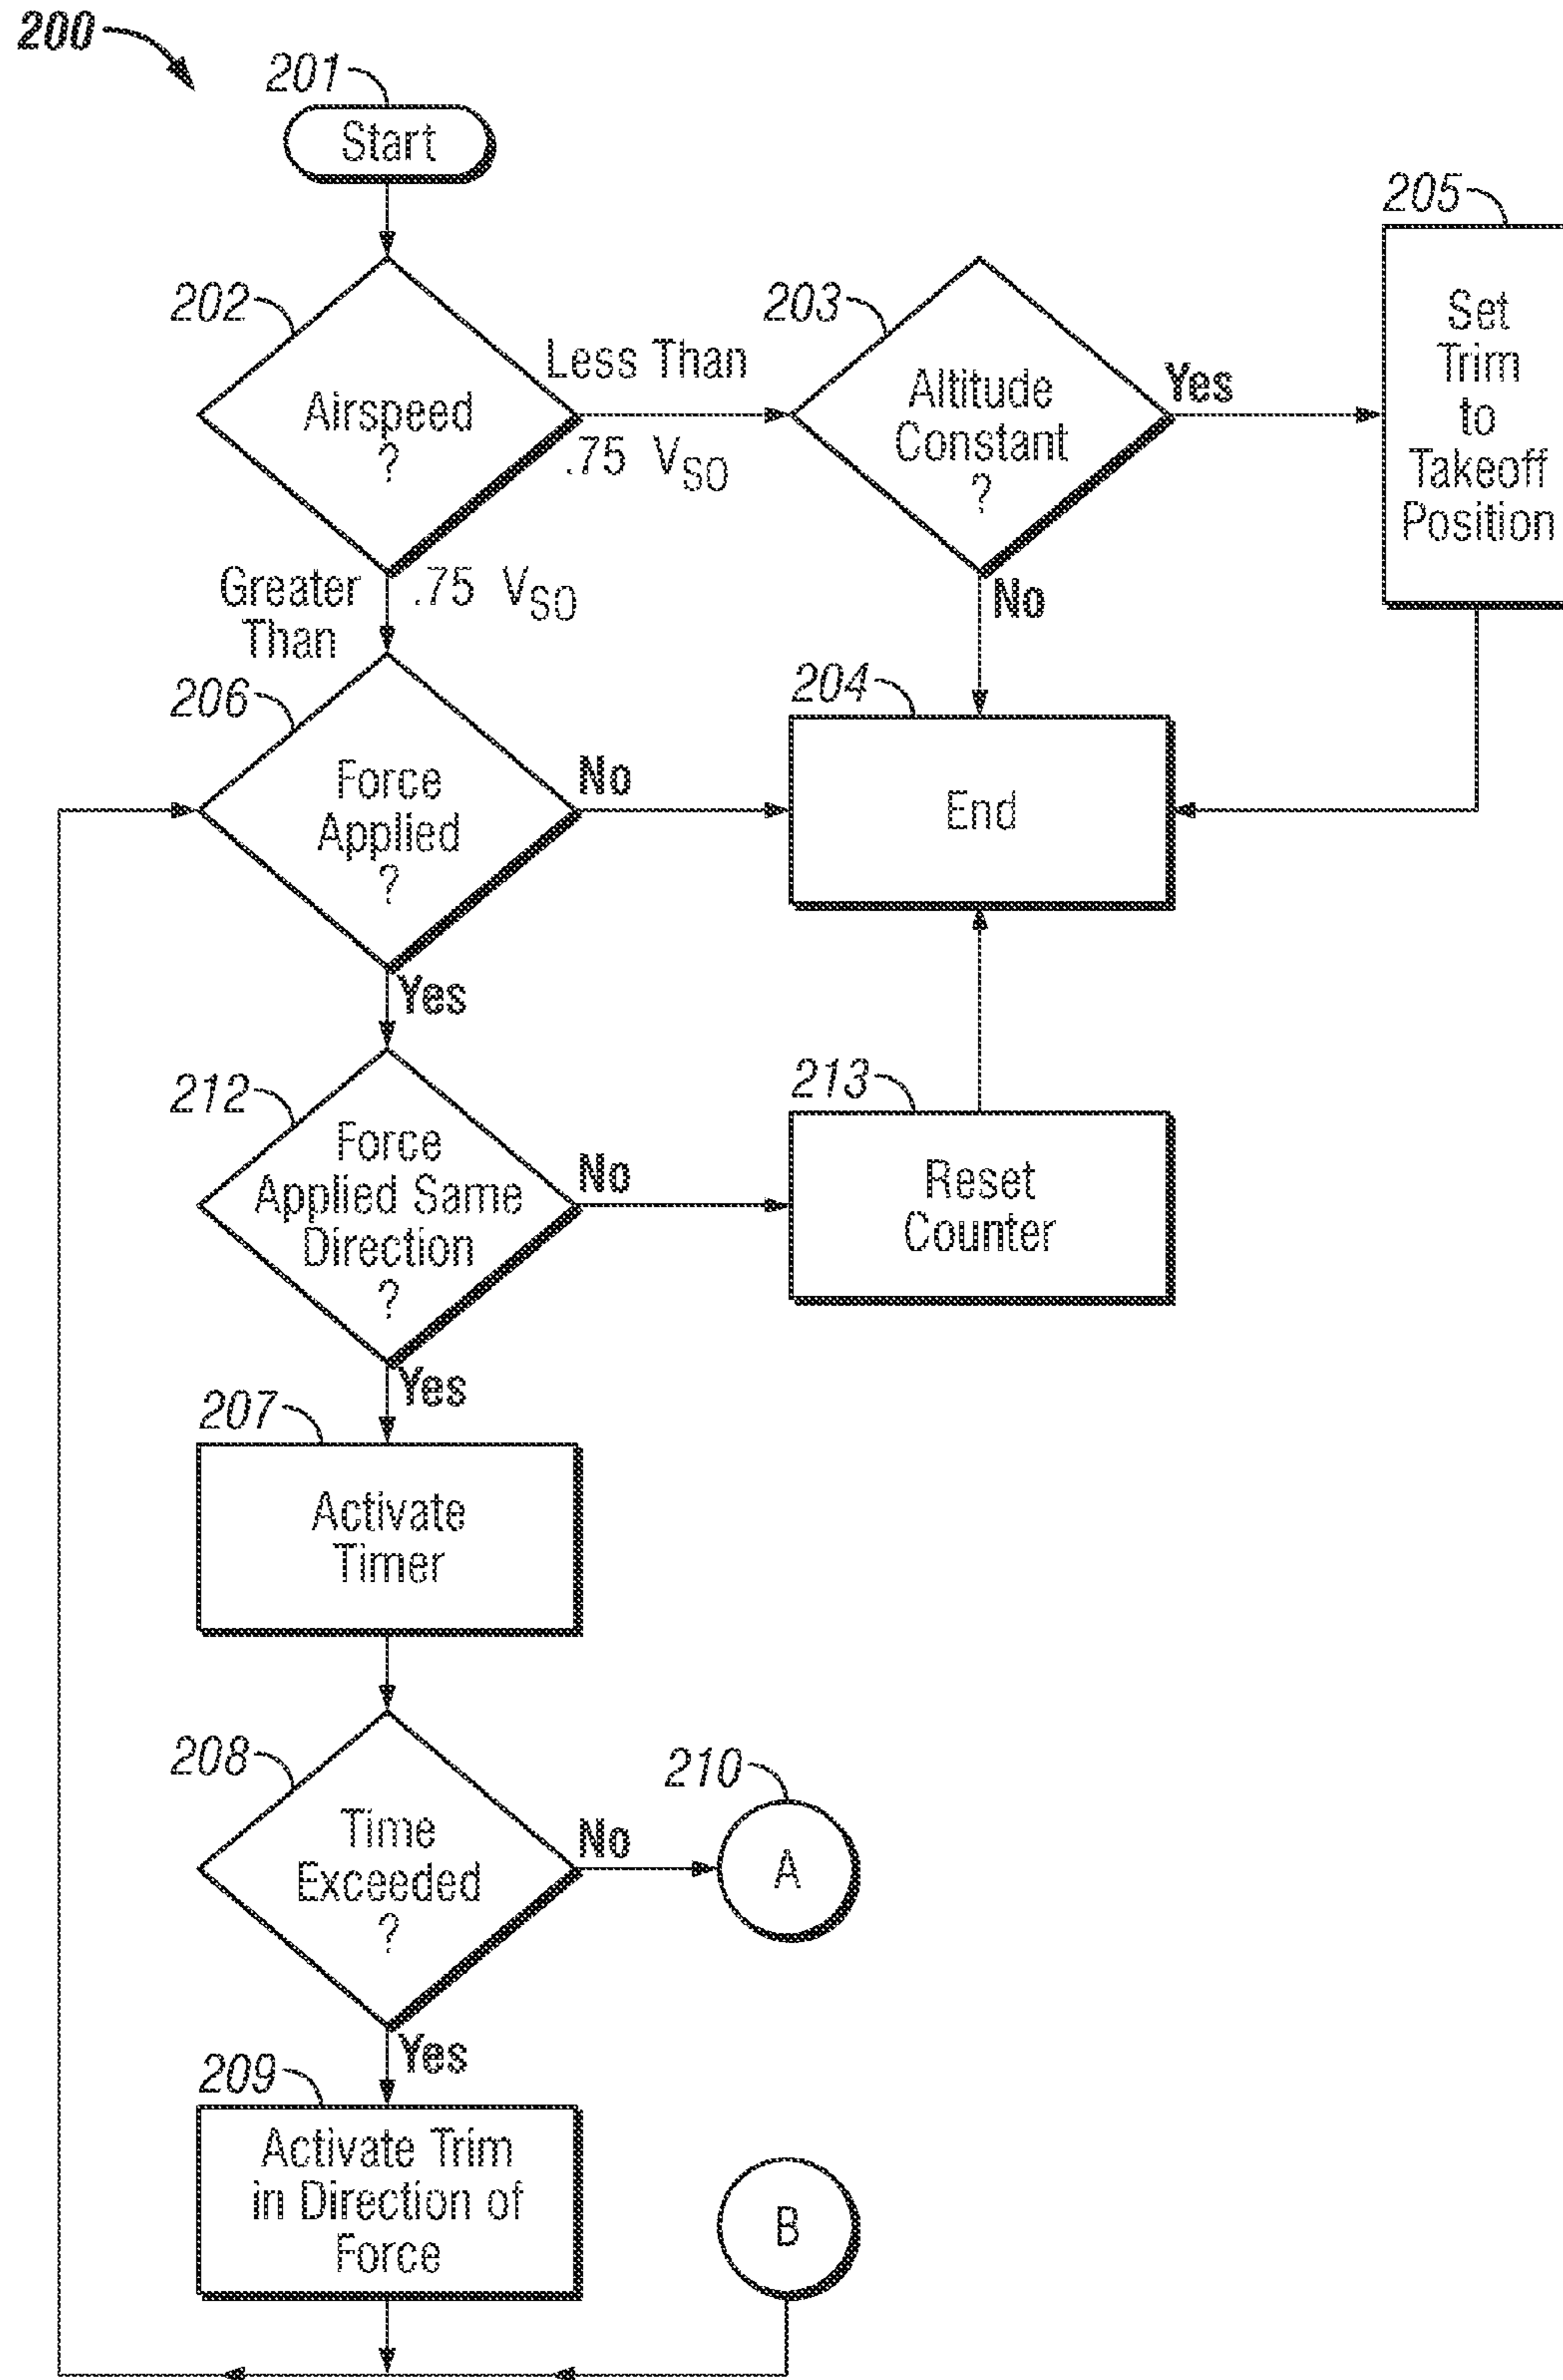 200
201
Start
202
Airspeed
?
Less Than
.75 VSO
203
Altitude
Constant
?
Yes
205
Set
Trim
to
Takeoff
Position
Greater
Than
.75 VSO
No
204
End
206
Force
Applied
?
No
Yes
212
Force
Applied Same
Direction
?
No
213
Reset
Counter
Yes
207
Activate
Timer
208
Time
Exceeded
?
No
210
A
Yes
209
Activate Trim
in Direction of
Force
B